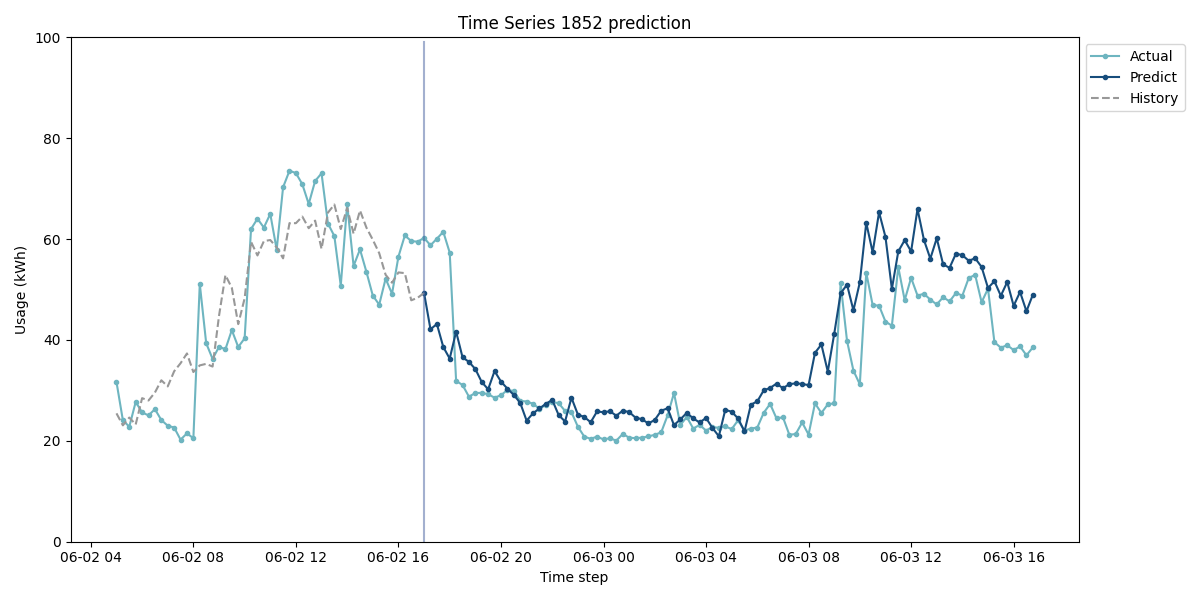 Time Series 1852 prediction
100
80
60
40
20
0
Usage (kWh)
06-02 04
06-02 08
06-02 12
06-02 16
06-02 20
06-03 00
06-03 04
06-03 08
06-03 12
06-03 16
Time step
Actual
Predict
History